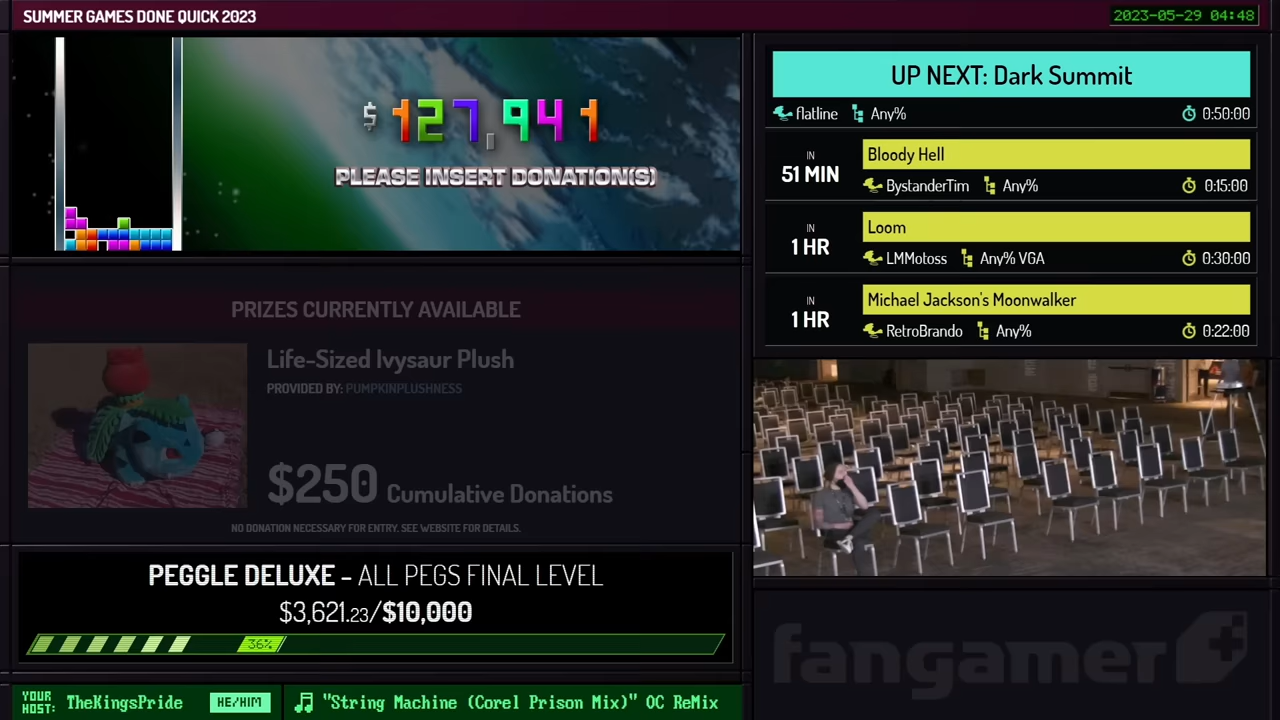 SUMMER GAMES DONE QUICK 2023
2023-05-29 04:48
$127,941
PLEASE INSERT DONATION(S)
UP NEXT: Dark Summit
flatline Any% 0:50:00
IN 51 MIN
Bloody Hell
BystanderTim Any% 0:15:00
IN 1 HR
Loom
LMMotoss Any% VGA 0:30:00
IN 1 HR
Michael Jackson's Moonwalker
RetroBrando Any% 0:22:00
PRIZES CURRENTLY AVAILABLE
Life-Sized Ivysaur Plush
PROVIDED BY: PUMPKINPLUSHNESS
$250 Cumulative Donations
NO DONATION NECESSARY FOR ENTRY. SEE WEBSITE FOR DETAILS.
PEGGLE DELUXE – ALL PEGS FINAL LEVEL
$3,621.23/$10,000
36%
fangamer
YOUR HOST: TheKingsPride HE/HIM
"String Machine (Corel Prison Mix)" OC ReMix